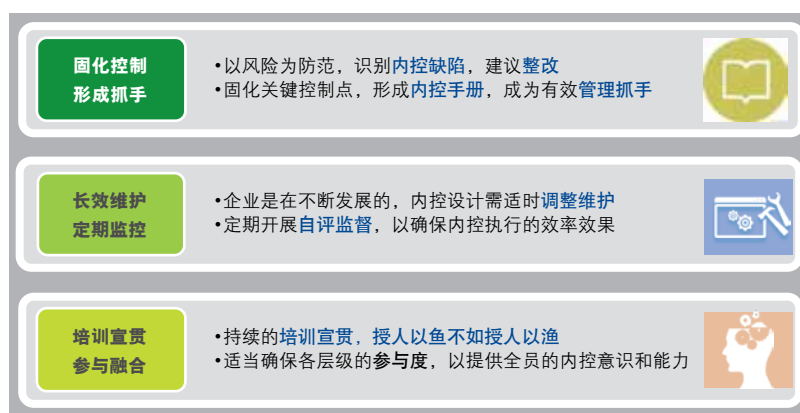 固化控制
形成抓手
•以风险为防范，识别内控缺陷，建议整改
•固化关键控制点，形成内控手册，成为有效管理抓手
长效维护
定期监控
•企业是在不断发展的，内控设计需适时调整维护
•定期开展自评监督，以确保内控执行的效率效果
培训宣贯
参与融合
•持续的培训宣贯，授人以鱼不如授人以渔
•适当确保各层级的参与度，以提供全员的内控意识和能力